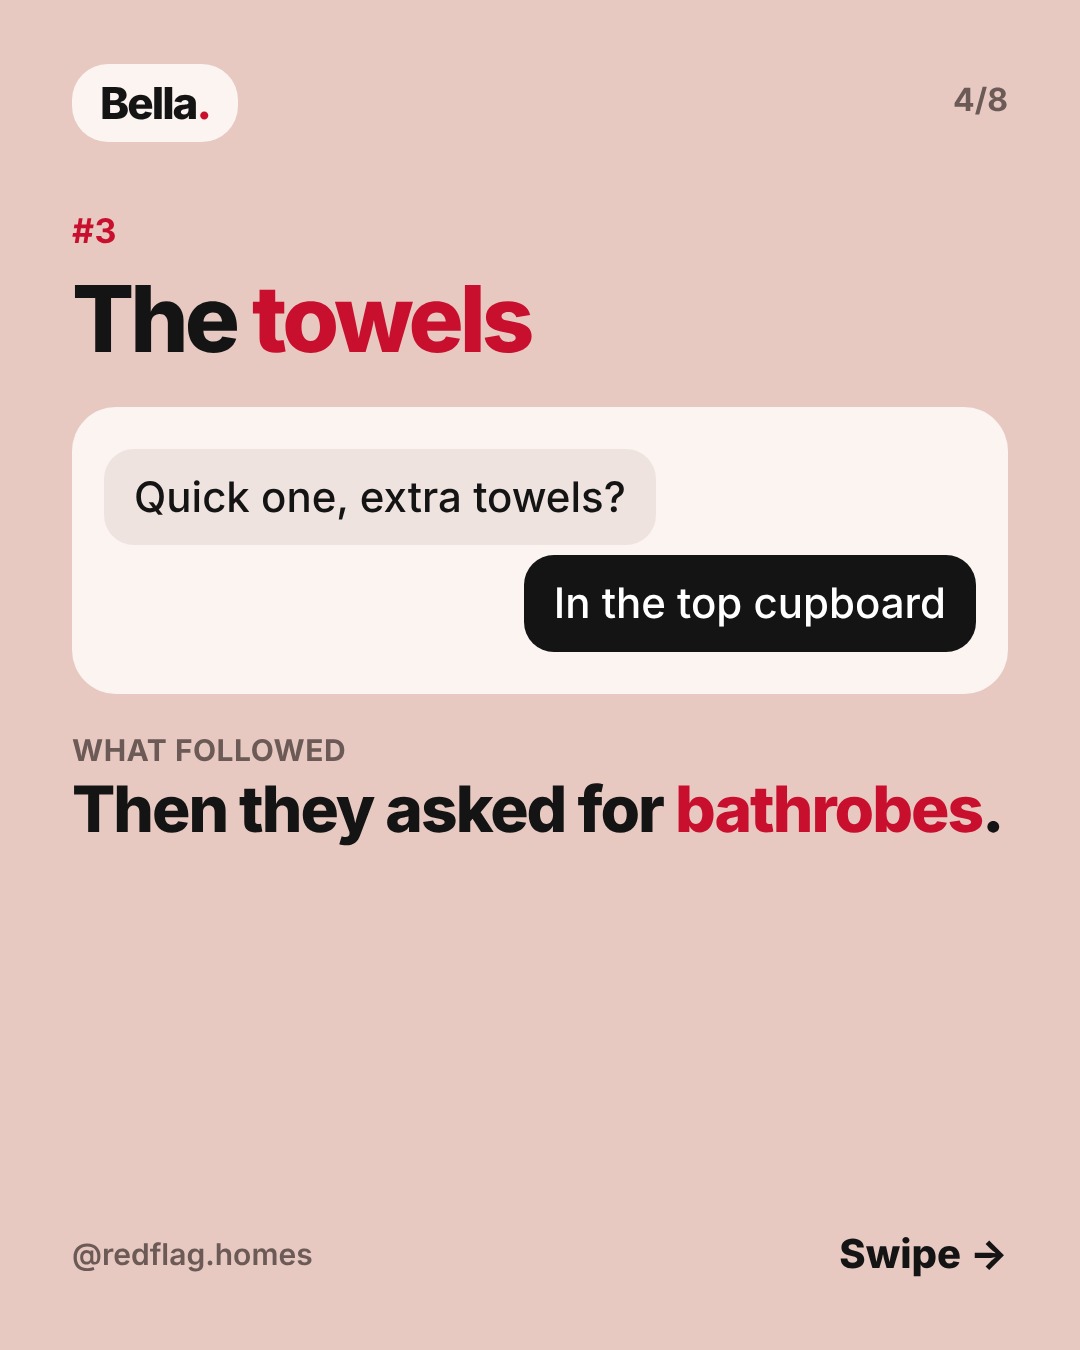 Bella.
4/8
#3
The towels
Quick one, extra towels?
In the top cupboard
WHAT FOLLOWED
Then they asked for bathrobes.
@redflag.homes
Swipe →